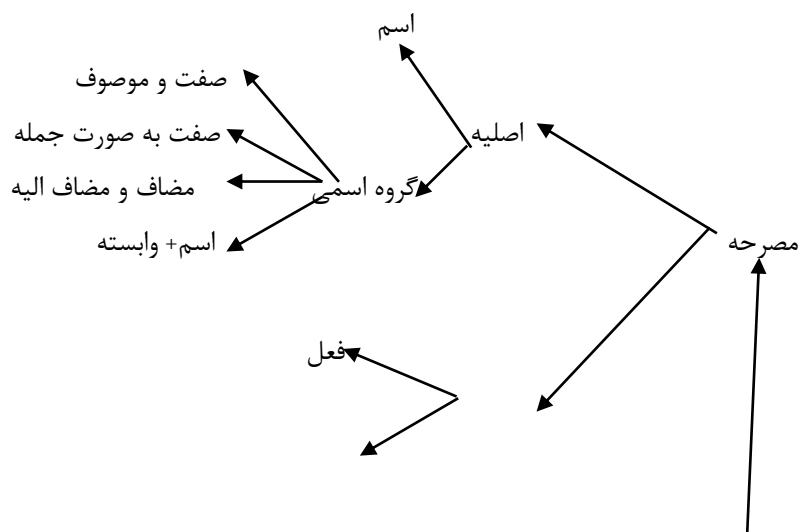 اسم
صفت و موصوف
اصلیه
صفت به صورت جمله
گروه اسمی
مضاف و مضاف الیه
مصرحه
اسم+ وابسته
فعل